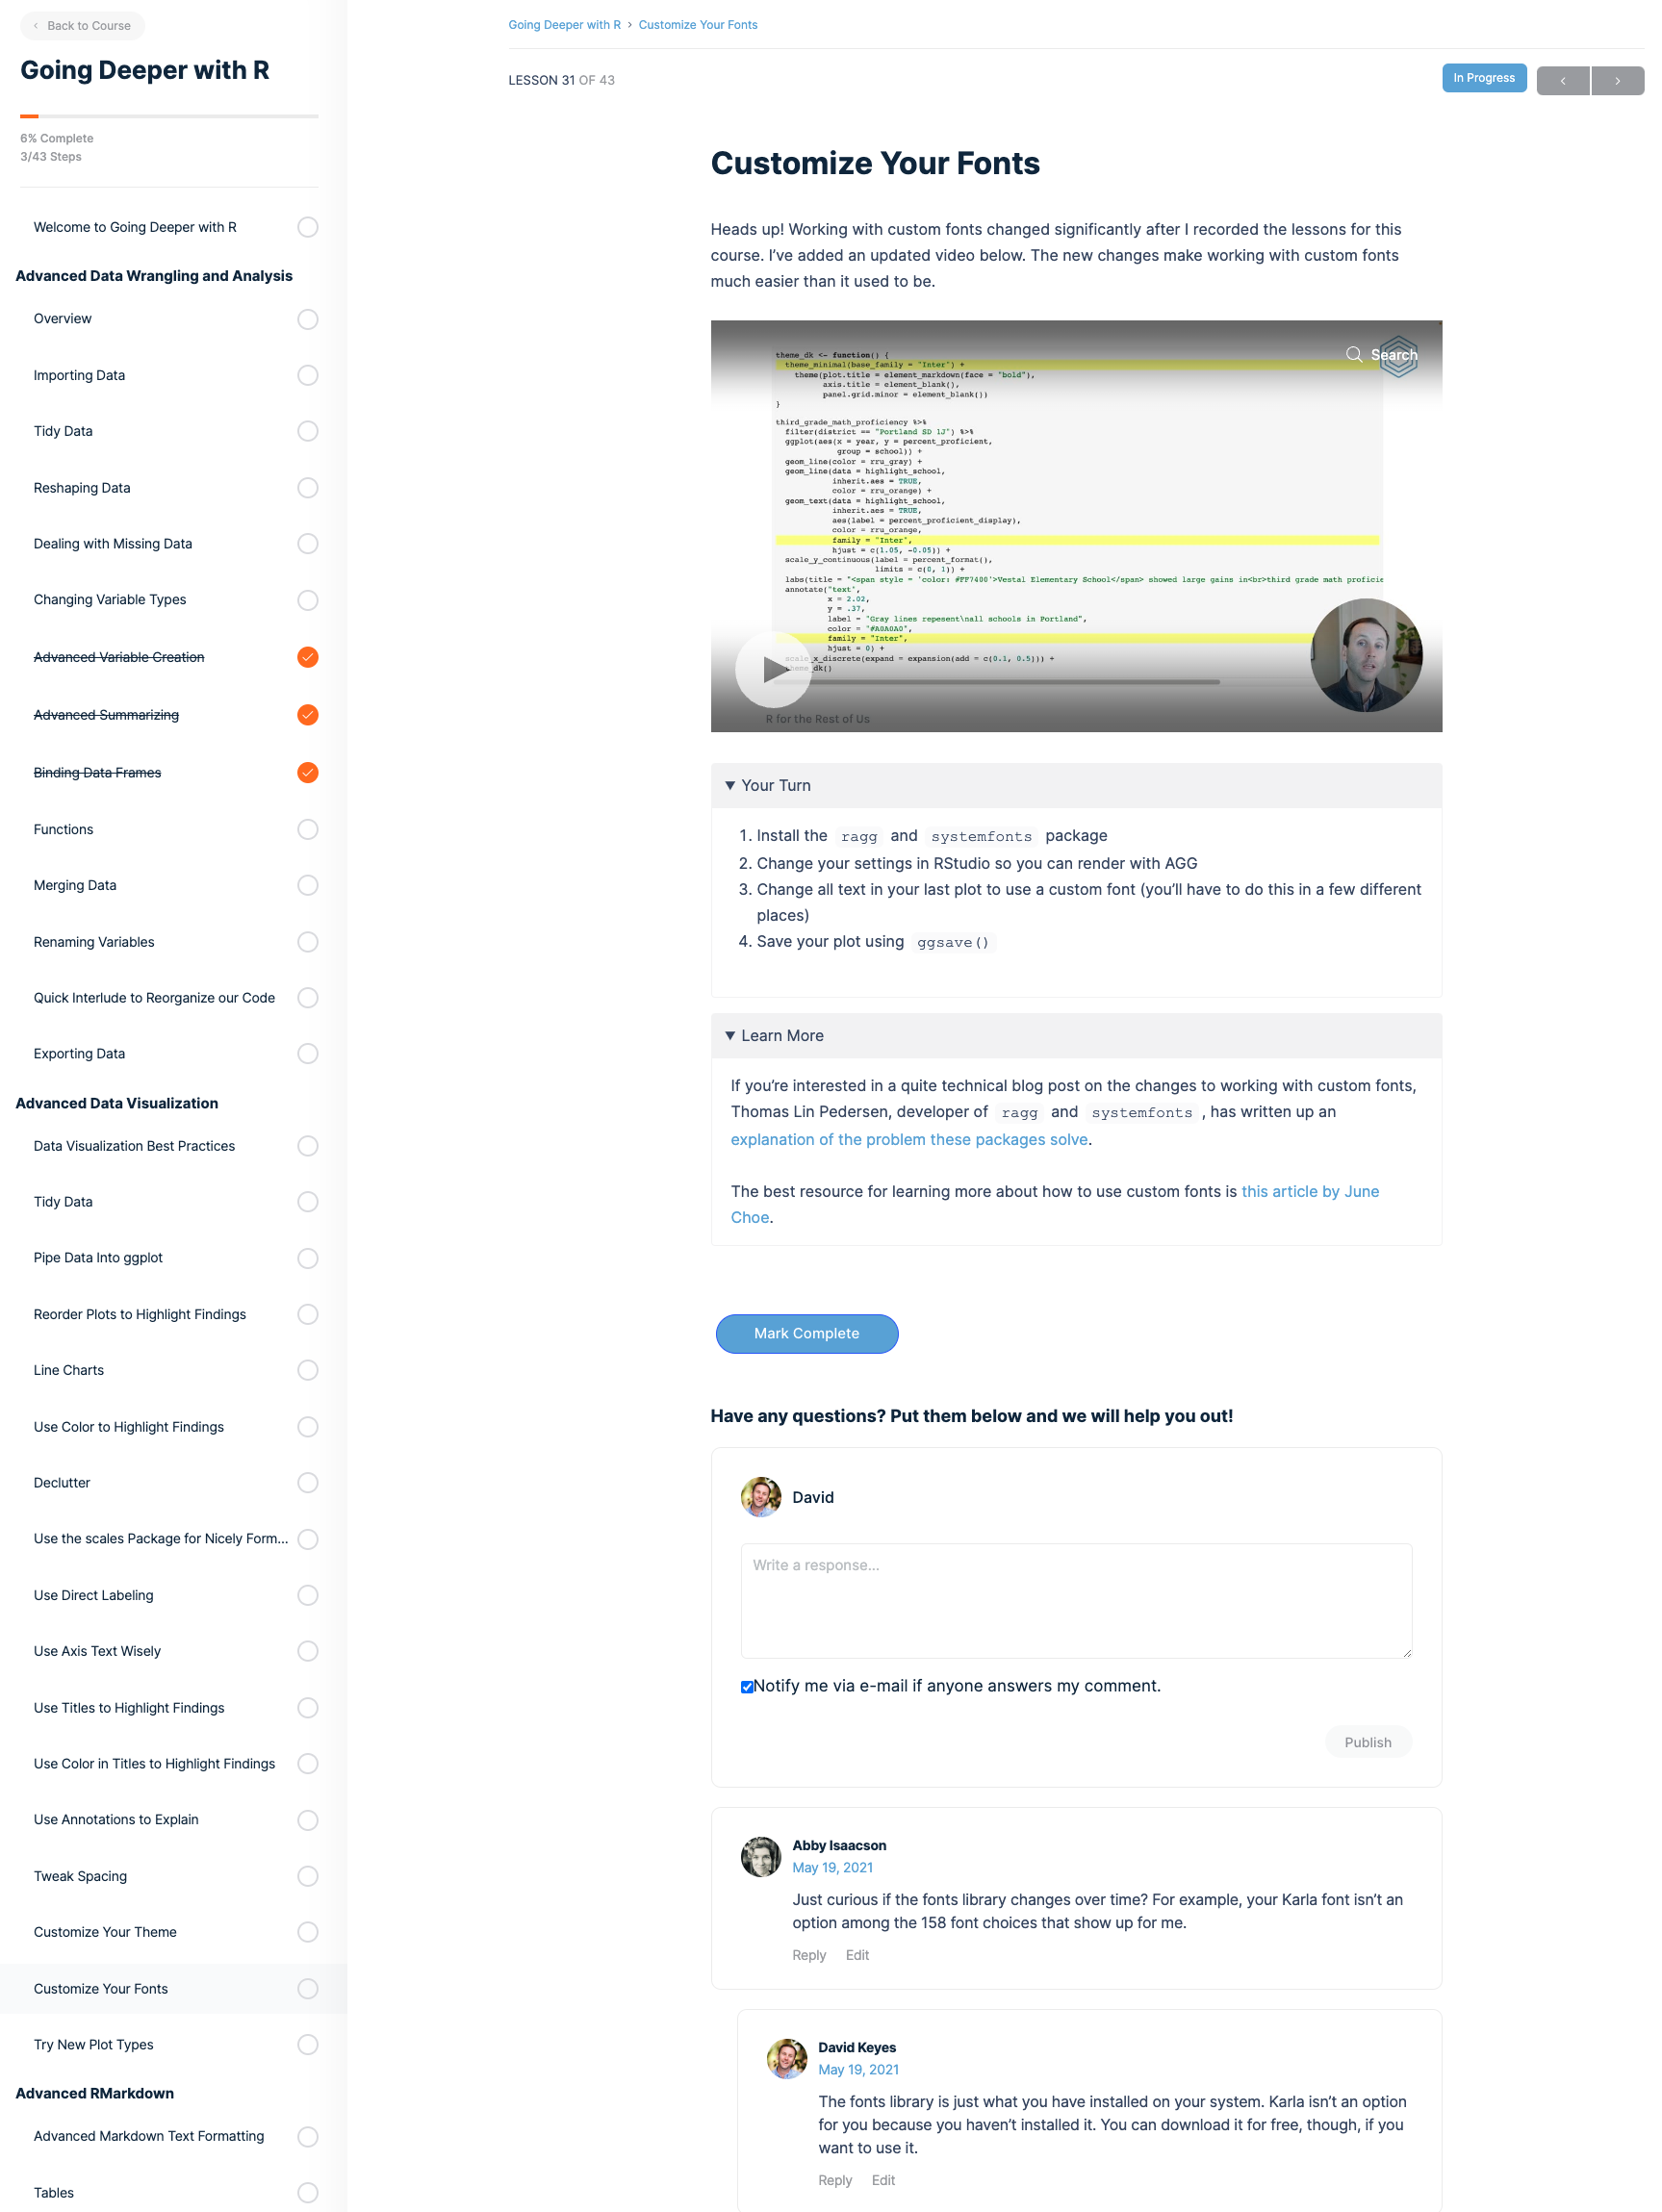 Back to Course
Going Deeper with R
6% Complete
3/43 Steps
Welcome to Going Deeper with R
Advanced Data Wrangling and Analysis
Overview
Importing Data
Tidy Data
Reshaping Data
Dealing with Missing Data
Changing Variable Types
Advanced Variable Creation
Advanced Summarizing
Binding Data Frames
Functions
Merging Data
Renaming Variables
Quick Interlude to Reorganize our Code
Exporting Data
Advanced Data Visualization
Data Visualization Best Practices
Tidy Data
Pipe Data Into ggplot
Reorder Plots to Highlight Findings
Line Charts
Use Color to Highlight Findings
Declutter
Use the scales Package for Nicely Form...
Use Direct Labeling
Use Axis Text Wisely
Use Titles to Highlight Findings
Use Color in Titles to Highlight Findings
Use Annotations to Explain
Tweak Spacing
Customize Your Theme
Customize Your Fonts
Try New Plot Types
Advanced RMarkdown
Advanced Markdown Text Formatting
Tables
Going Deeper with R › Customize Your Fonts
LESSON 31 OF 43
In Progress
Customize Your Fonts
Heads up! Working with custom fonts changed significantly after I recorded the lessons for this
course. I've added an updated video below. The new changes make working with custom fonts
much easier than it used to be.
Search
theme_dk <- function() {
theme_minimal(base_family = "Inter") +
theme(plot.title = element_markdown(face = "bold"),
axis.title = element_blank(),
panel.grid.minor = element_blank())
}
third_grade_math_proficiency %>%
filter(district == "Portland SD 1J") %>%
ggplot(aes(x = year, y = percent_proficient,
group = school)) +
geom_line(color = rru_gray) +
geom_line(data = highlight_school,
inherit.aes = TRUE,
color = rru_orange) +
geom_text(data = highlight_school,
inherit.aes = TRUE,
aes(label = percent_proficient_display),
color = rru_orange,
family = "Inter",
hjust = c(1.05, -0.05)) +
scale_y_continuous(label = percent_format(),
limits = c(0, 1)) +
labs(title = "<span style = 'color: #FF7400'>Vestal Elementary School</span> showed large gains in<br>third grade math proficie
annotate("text",
x = 2.02,
y = .37,
label = "Gray lines repesent\nall schools in Portland",
color = "#A0A0A0",
family = "Inter",
hjust = 0) +
scale_x_discrete(expand = expansion(add = c(0.1, 0.5))) +
theme_dk()
R for the Rest of Us
Your Turn
1. Install the ragg and systemfonts package
2. Change your settings in RStudio so you can render with AGG
3. Change all text in your last plot to use a custom font (you'll have to do this in a few different
places)
4. Save your plot using ggsave()
Learn More
If you're interested in a quite technical blog post on the changes to working with custom fonts,
Thomas Lin Pedersen, developer of ragg and systemfonts, has written up an
explanation of the problem these packages solve.
The best resource for learning more about how to use custom fonts is this article by June
Choe.
Mark Complete
Have any questions? Put them below and we will help you out!
David
Write a response...
Notify me via e-mail if anyone answers my comment.
Publish
Abby Isaacson
May 19, 2021
Just curious if the fonts library changes over time? For example, your Karla font isn't an
option among the 158 font choices that show up for me.
Reply Edit
David Keyes
May 19, 2021
The fonts library is just what you have installed on your system. Karla isn't an option
for you because you haven't installed it. You can download it for free, though, if you
want to use it.
Reply Edit